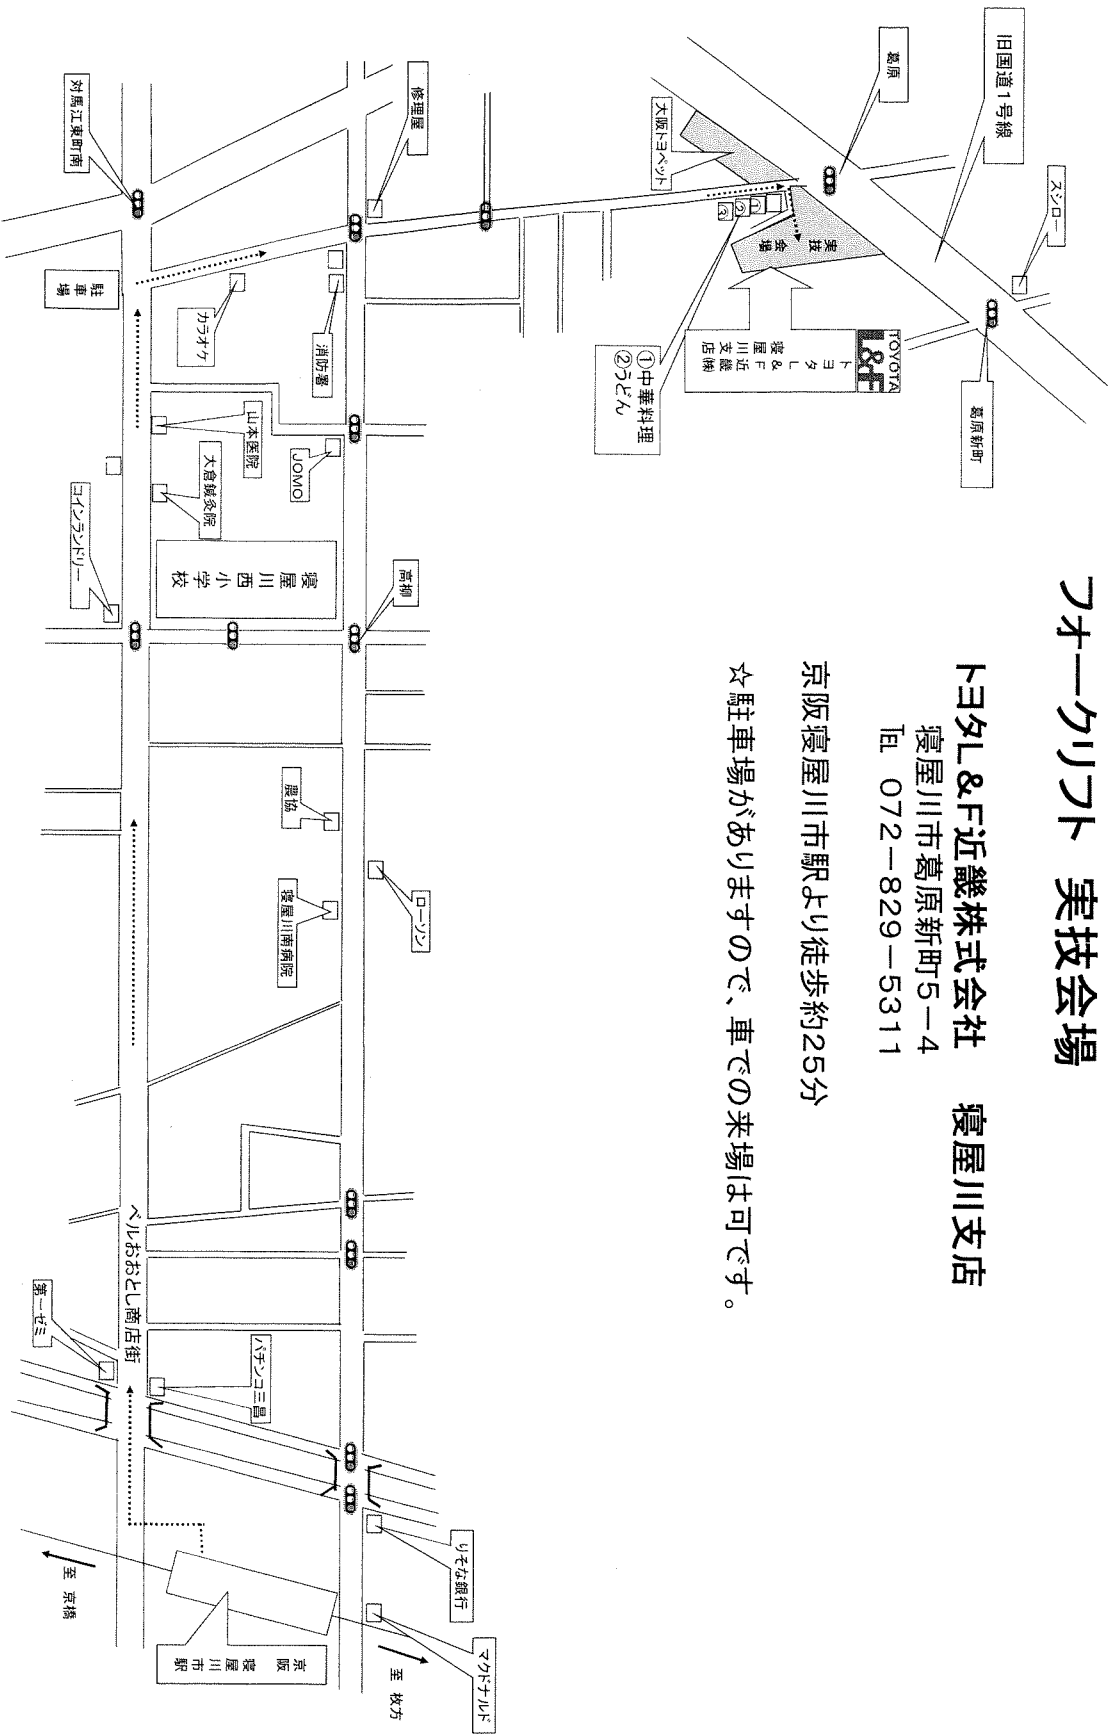 フォークリフト 実技会場
トヨタL&F近畿株式会社 寝屋川支店
寝屋川市葛原新町5-4
℡ 072-829-5311
京阪寝屋川市駅より徒歩約25分
☆駐車場がありますので、車での来場は可です。
旧国道1号線
葛原
スシロー
葛原新町
大阪トヨペット
実技会場
①
②
③
TOYOTA
L&F
トヨタL&F近畿㈱
寝屋川支店
①中華料理
②うどん
修理屋
対馬江東町南
駐車場
カラオケ
消防署
JOMO
山本医院
大倉鍼灸院
コインランドリー
寝屋川西小学校
高柳
農協
ローソン
寝屋川南病院
ベルおおとし商店街
第一ゼミ
パチンコ三昌
りそな銀行
マクドナルド
京阪 寝屋川市駅
至 京橋
至 枚方